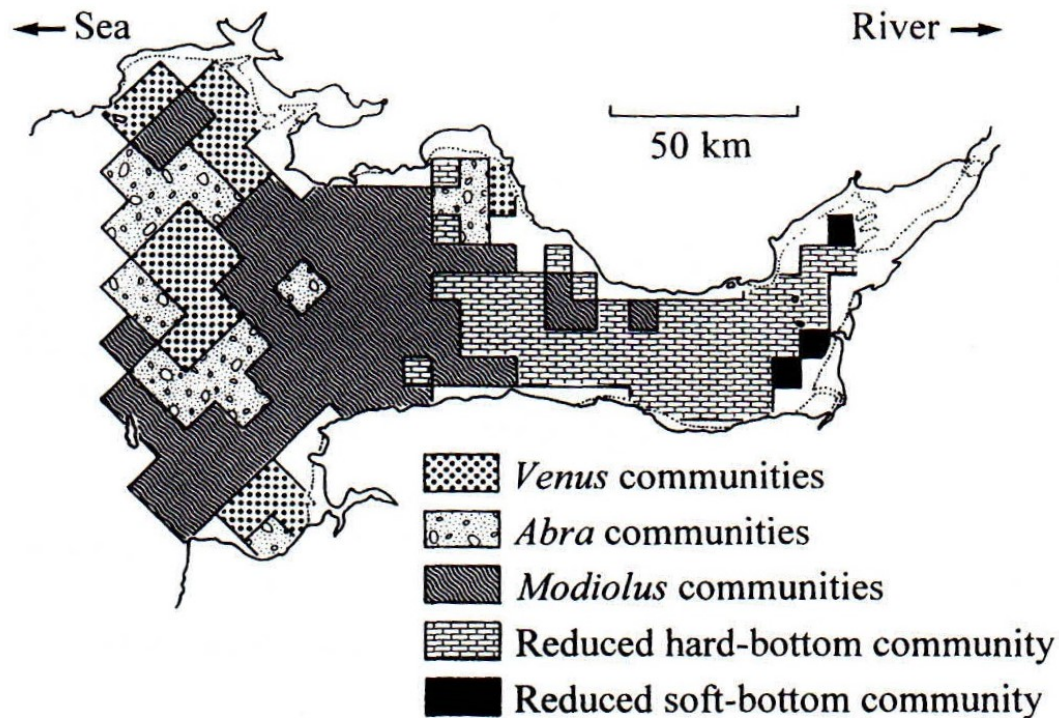 ← Sea
River →
50 km
Venus communities
Abra communities
Modiolus communities
Reduced hard-bottom community
Reduced soft-bottom community